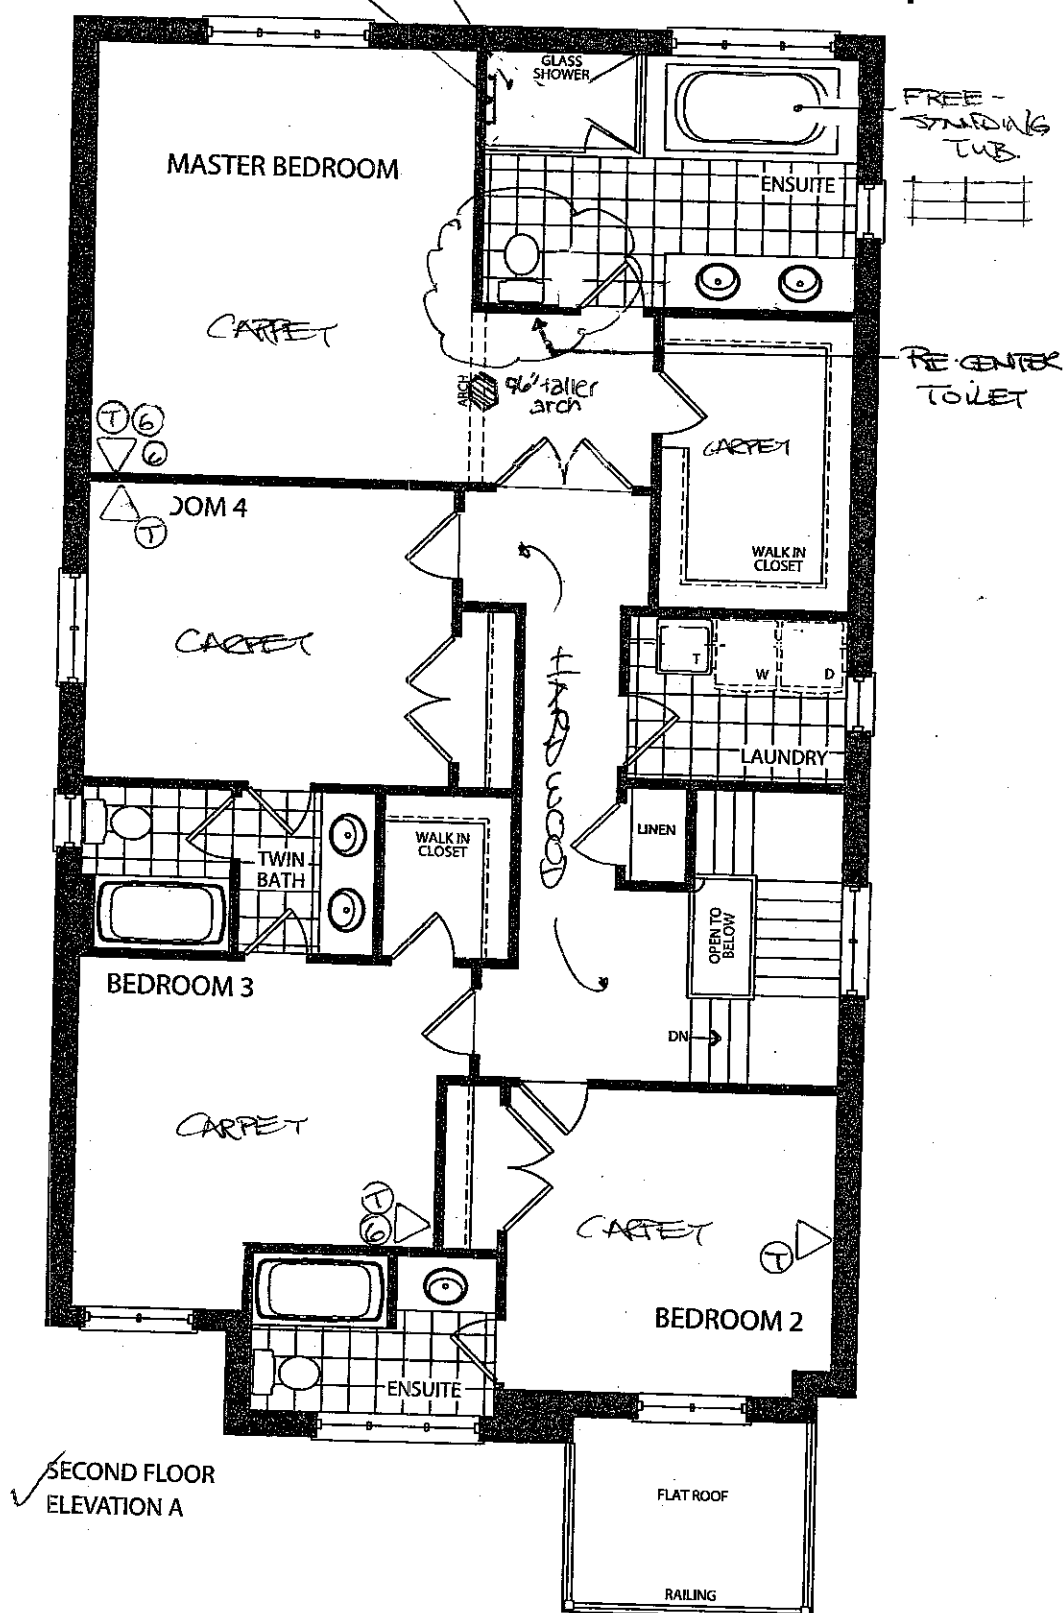 GLASS
SHOWER
FREE-
STANDING
TUB.
MASTER BEDROOM
ENSUITE
CARPET
RE-CENTER
TOILET
ARCH
96" taller
arch
CARPET
T 6
6
OOM 4
T
WALK IN
CLOSET
CARPET
HARDWOOD
T
W
D
LAUNDRY
LINEN
WALK IN
CLOSET
TWIN
BATH
OPEN TO
BELOW
BEDROOM 3
DN
CARPET
T
6
CARPET
T
BEDROOM 2
ENSUITE
SECOND FLOOR
ELEVATION A
FLAT ROOF
RAILING